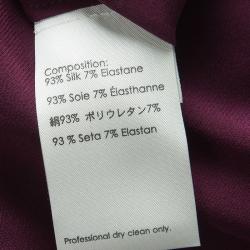 Composition:
93% Silk 7% Elastane
93% Soie 7% Élasthanne
絹93% ポリウレタン7%
93 % Seta 7% Elastan
Professional dry clean only.